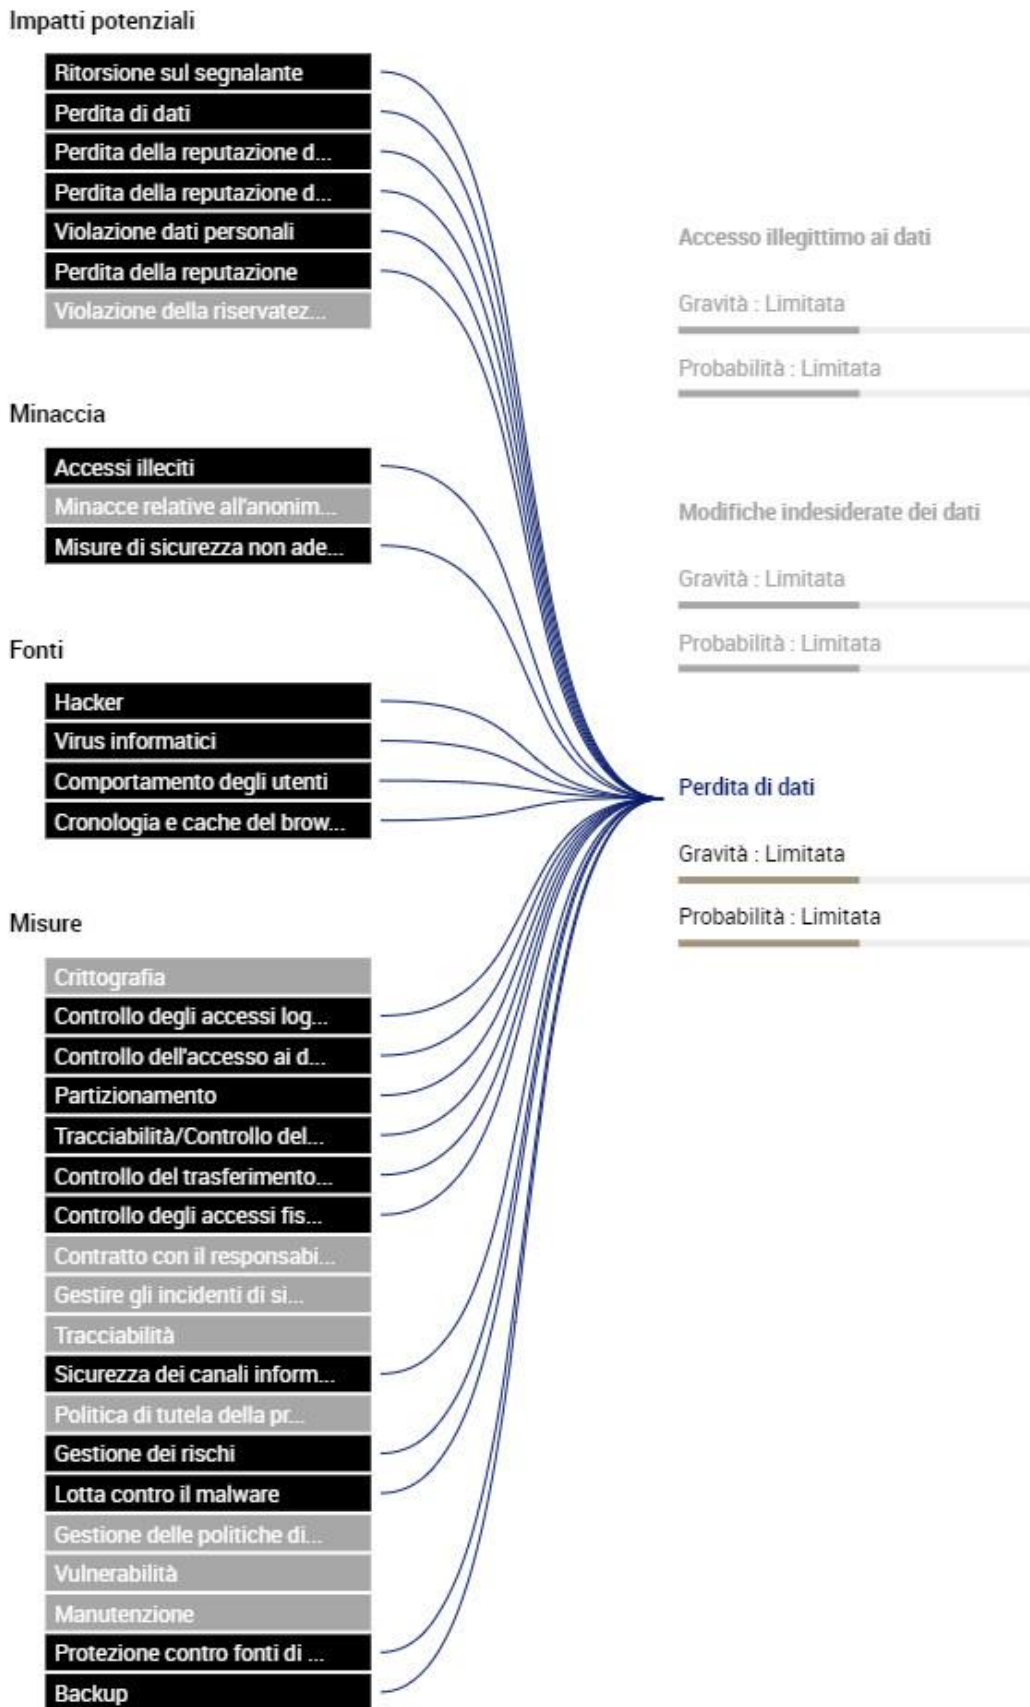 Impatti potenziali
Ritorsione sul segnalante
Perdita di dati
Perdita della reputazione d...
Perdita della reputazione d...
Violazione dati personali
Perdita della reputazione
Violazione della riservatez...
Accesso illegittimo ai dati
Gravità : Limitata
Probabilità : Limitata
Minaccia
Accessi illeciti
Minacce relative all'anonim...
Misure di sicurezza non ade...
Modifiche indesiderate dei dati
Gravità : Limitata
Probabilità : Limitata
Fonti
Hacker
Virus informatici
Comportamento degli utenti
Cronologia e cache del brow...
Perdita di dati
Gravità : Limitata
Probabilità : Limitata
Misure
Crittografia
Controllo degli accessi log...
Controllo dell'accesso ai d...
Partizionamento
Tracciabilità/Controllo del...
Controllo del trasferimento...
Controllo degli accessi fis...
Contratto con il responsabi...
Gestire gli incidenti di si...
Tracciabilità
Sicurezza dei canali inform...
Politica di tutela della pr...
Gestione dei rischi
Lotta contro il malware
Gestione delle politiche di...
Vulnerabilità
Manutenzione
Protezione contro fonti di ...
Backup